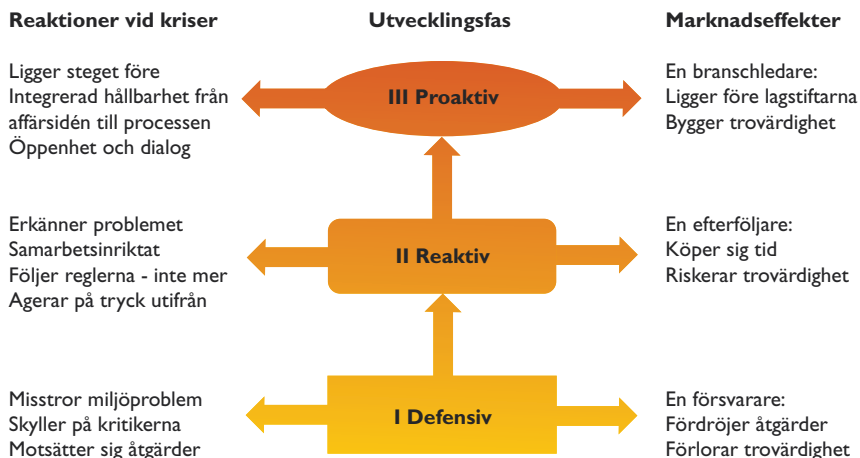 Reaktioner vid kriser
Utvecklingsfas
Marknadseffekter
Ligger steget före
Integrerad hållbarhet från
affärsidén till processen
Öppenhet och dialog
III Proaktiv
En branschledare:
Ligger före lagstiftarna
Bygger trovärdighet
Erkänner problemet
Samarbetsinriktat
Följer reglerna - inte mer
Agerar på tryck utifrån
II Reaktiv
En efterföljare:
Köper sig tid
Riskerar trovärdighet
Misstror miljöproblem
Skyller på kritikerna
Motsätter sig åtgärder
I Defensiv
En försvarare:
Fördröjer åtgärder
Förlorar trovärdighet